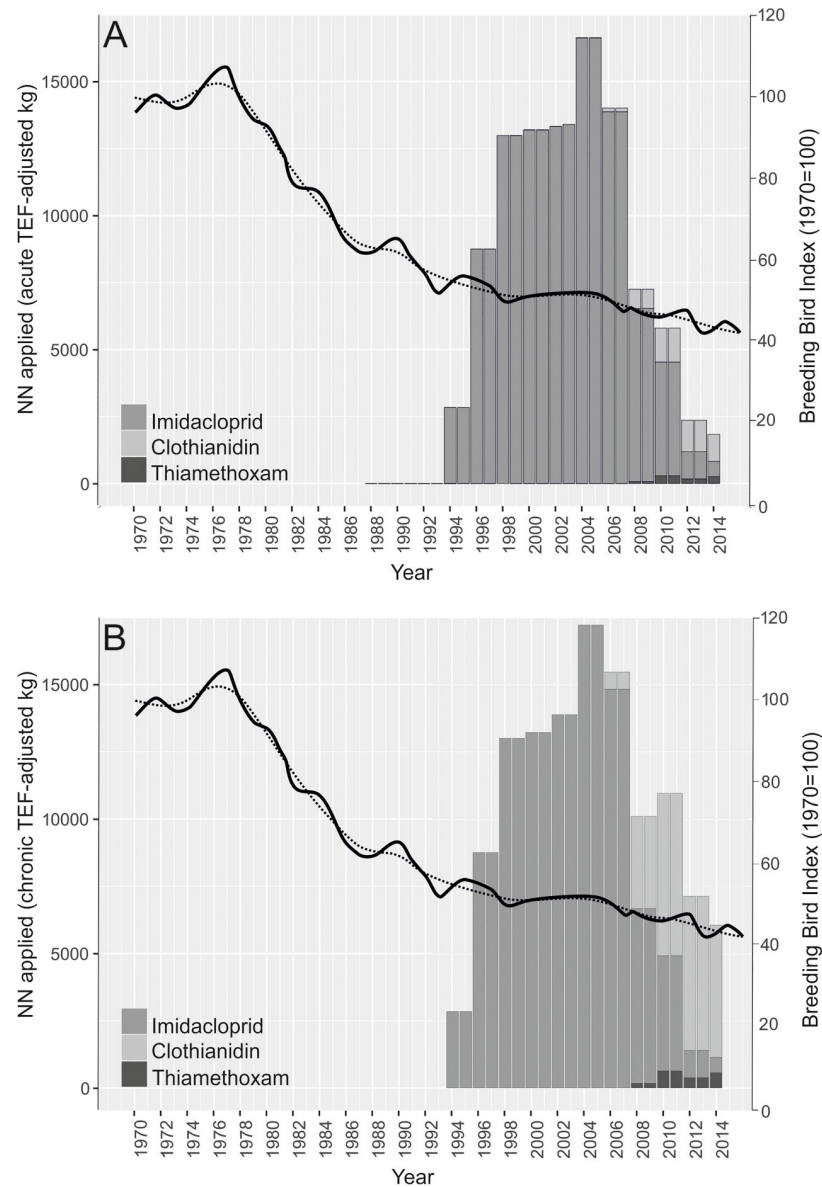 A
NN applied (acute TEF-adjusted kg)
15000
10000
5000
0
120
100
80
60
40
20
0
Breeding Bird Index (1970=100)
Imidacloprid
Clothianidin
Thiamethoxam
1970 1972 1974 1976 1978 1980 1982 1984 1986 1988 1990 1992 1994 1996 1998 2000 2002 2004 2006 2008 2010 2012 2014
Year
B
NN applied (chronic TEF-adjusted kg)
15000
10000
5000
0
120
100
80
60
40
20
0
Breeding Bird Index (1970=100)
Imidacloprid
Clothianidin
Thiamethoxam
1970 1972 1974 1976 1978 1980 1982 1984 1986 1988 1990 1992 1994 1996 1998 2000 2002 2004 2006 2008 2010 2012 2014
Year